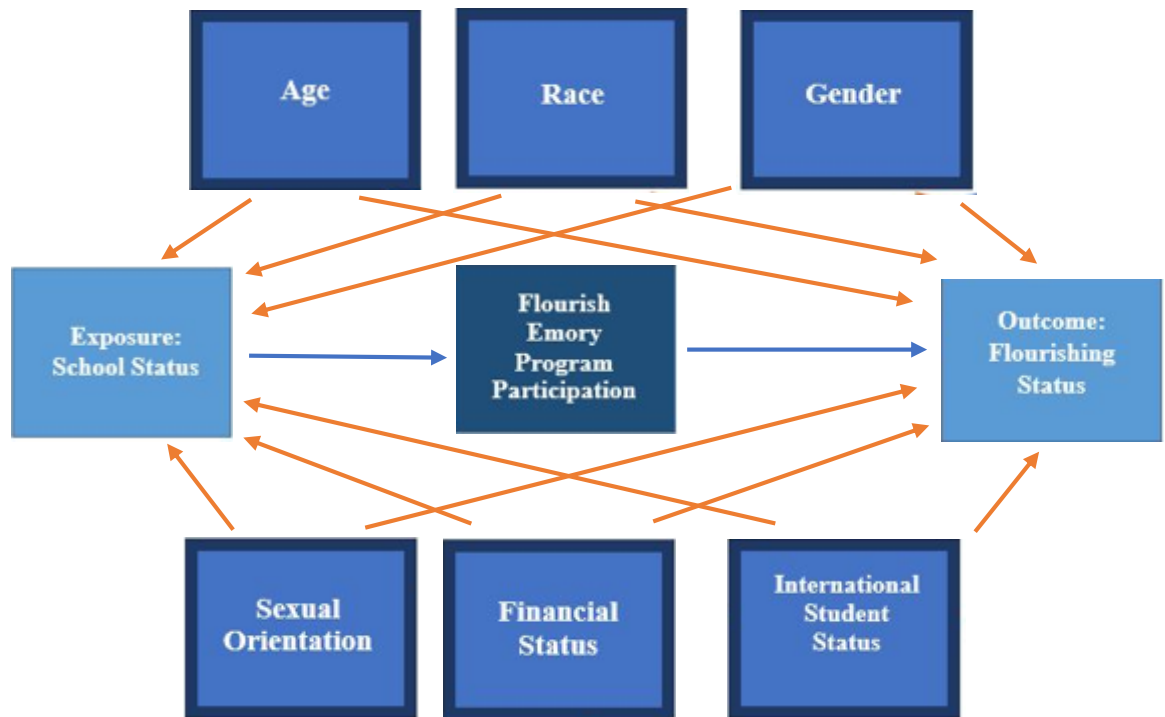 Age
Race
Gender
Exposure:
School Status
Flourish
Emory
Program
Participation
Outcome:
Flourishing
Status
Sexual
Orientation
Financial
Status
International
Student
Status